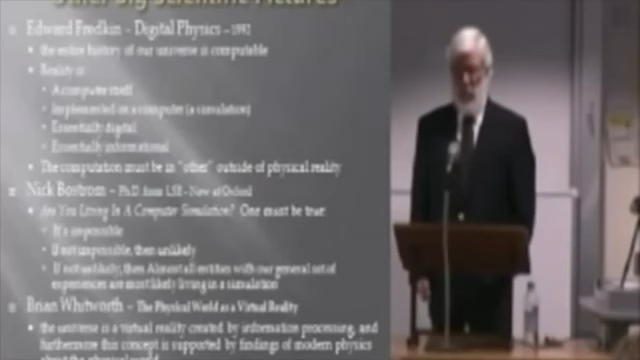 Other Big Scientific Pictures
Edward Fredkin - Digital Physics – 1992
the entire history of our universe is computable
Reality is
A computer itself
Implemented on a computer (a simulation)
Essentially digital
Essentially informational
The computation must be in "other" outside of physical reality
Nick Bostrom – Ph.D. from LSE - Now at Oxford
Are You Living In A Computer Simulation? One must be true:
It's impossible
If not impossible, then unlikely
If not unlikely, then Almost all entities with our general set of
experiences are most likely living in a simulation
Brian Whitworth – The Physical World as a Virtual Reality
the universe is a virtual reality created by information processing, and
furthermore this concept is supported by findings of modern physics
about the physical world